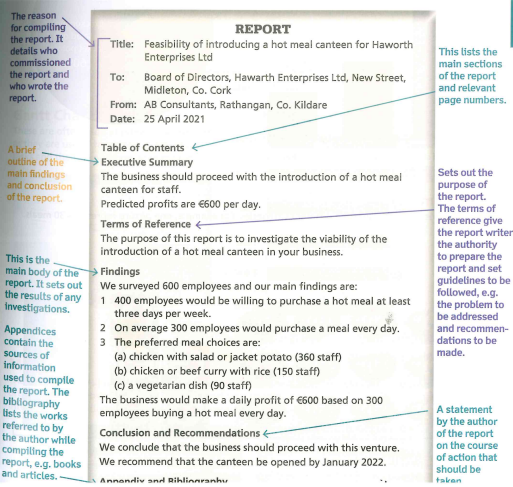 The reason
for compiling
the report. It
details who
commissioned
the report and
who wrote the
report.
A brief
outline of the
main findings
and conclusion
of the report.
This is the
main body of the
report. It sets out
the results of any
investigations.
Appendices
contain the
sources of
information
used to compile
the report. The
bibliography
lists the works
referred to by
the author while
compiling the
report, e.g. books
and articles.
REPORT
Title: Feasibility of introducing a hot meal canteen for Haworth
Enterprises Ltd
To: Board of Directors, Hawarth Enterprises Ltd, New Street,
Midleton, Co. Cork
From: AB Consultants, Rathangan, Co. Kildare
Date: 25 April 2021
Table of Contents
Executive Summary
The business should proceed with the introduction of a hot meal
canteen for staff.
Predicted profits are €600 per day.
Terms of Reference
The purpose of this report is to investigate the viability of the
introduction of a hot meal canteen in your business.
Findings
We surveyed 600 employees and our main findings are:
1 400 employees would be willing to purchase a hot meal at least
three days per week.
2 On average 300 employees would purchase a meal every day.
3 The preferred meal choices are:
(a) chicken with salad or jacket potato (360 staff)
(b) chicken or beef curry with rice (150 staff)
(c) a vegetarian dish (90 staff)
The business would make a daily profit of €600 based on 300
employees buying a hot meal every day.
Conclusion and Recommendations
We conclude that the business should proceed with this venture.
We recommend that the canteen be opened by January 2022.
Appendix and Bibliography
This lists the
main sections
of the report
and relevant
page numbers.
Sets out the
purpose of
the report.
The terms of
reference give
the report writer
the authority
to prepare the
report and set
guidelines to be
followed, e.g.
the problem to
be addressed
and recommen-
dations to be
made.
A statement
by the author
of the report
on the course
of action that
should be
taken